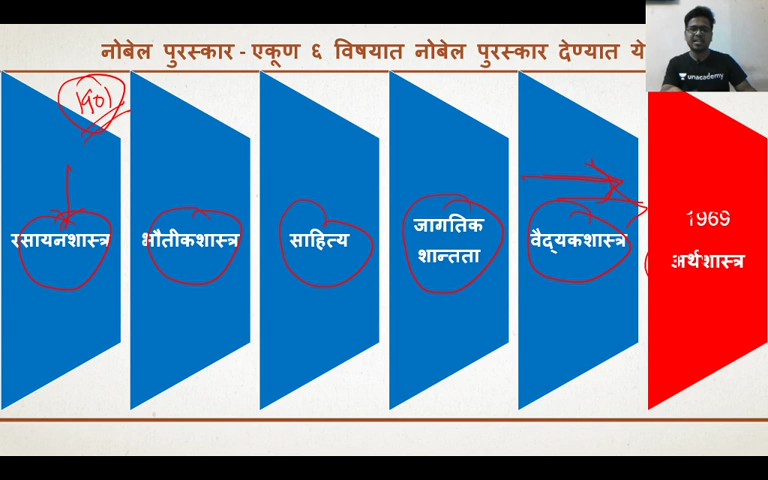 नोबेल पुरस्कार - एकूण ६ विषयात नोबेल पुरस्कार देण्यात ये
1901
रसायनशास्त्र
भौतीकशास्त्र
साहित्य
जागतिक
शान्तता
वैद्यकशास्त्र
1969
अर्थशास्त्र
unacademy